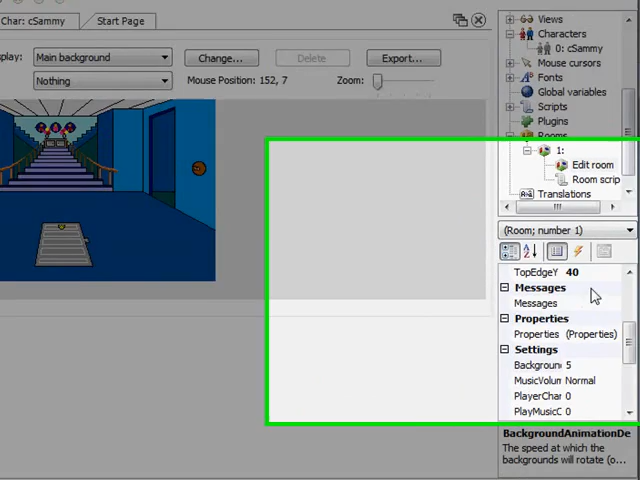 Char: cSammy
Start Page
play:
Main background
Change...
Delete
Export...
Nothing
Mouse Position: 152, 7
Zoom:
Views
Characters
0: cSammy
Mouse cursors
Fonts
Global variables
Scripts
Plugins
Rooms
1:
Edit room
Room scrip
Translations
(Room; number 1)
TopEdgeY 40
Messages
Messages
Properties
Properties (Properties)
Settings
Backgroun 5
MusicVolum Normal
PlayerChar 0
PlayMusicO 0
BackgroundAnimationDe
The speed at which the
backgrounds will rotate (o...